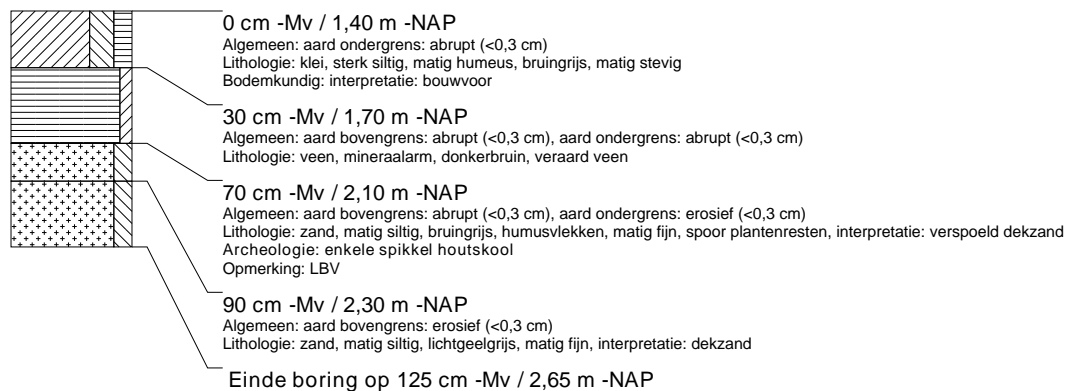 0 cm -Mv / 1,40 m -NAP
Algemeen: aard ondergrens: abrupt (<0,3 cm)
Lithologie: klei, sterk siltig, matig humeus, bruingrijs, matig stevig
Bodemkundig: interpretatie: bouwvoor
30 cm -Mv / 1,70 m -NAP
Algemeen: aard bovengrens: abrupt (<0,3 cm), aard ondergrens: abrupt (<0,3 cm)
Lithologie: veen, mineraalarm, donkerbruin, veraard veen
70 cm -Mv / 2,10 m -NAP
Algemeen: aard bovengrens: abrupt (<0,3 cm), aard ondergrens: erosief (<0,3 cm)
Lithologie: zand, matig siltig, bruingrijs, humusvlekken, matig fijn, spoor plantenresten, interpretatie: verspoeld dekzand
Archeologie: enkele spikkel houtskool
Opmerking: LBV
90 cm -Mv / 2,30 m -NAP
Algemeen: aard bovengrens: erosief (<0,3 cm)
Lithologie: zand, matig siltig, lichtgeelgrijs, matig fijn, interpretatie: dekzand
Einde boring op 125 cm -Mv / 2,65 m -NAP